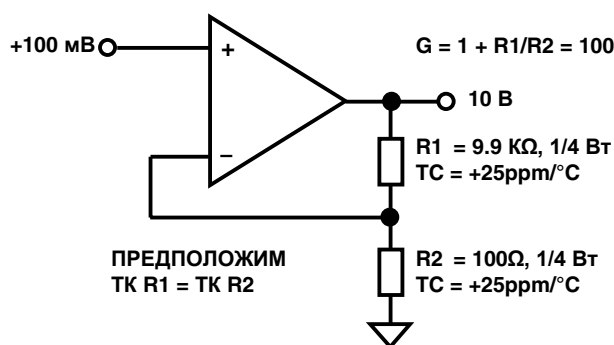 +100 мВ
+
−
G = 1 + R1/R2 = 100
10 В
R1 = 9.9 КΩ, 1/4 Вт
TC = +25ppm/°C
ПРЕДПОЛОЖИМ
ТК R1 = ТК R2
R2 = 100Ω, 1/4 Вт
TC = +25ppm/°C